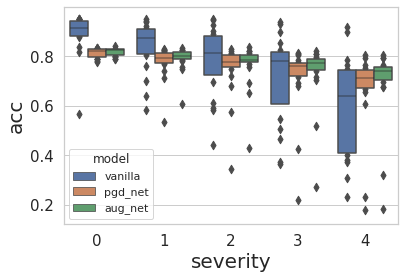 acc
0.8
0.6
0.4
0.2
model
vanilla
pgd_net
aug_net
0 1 2 3 4
severity